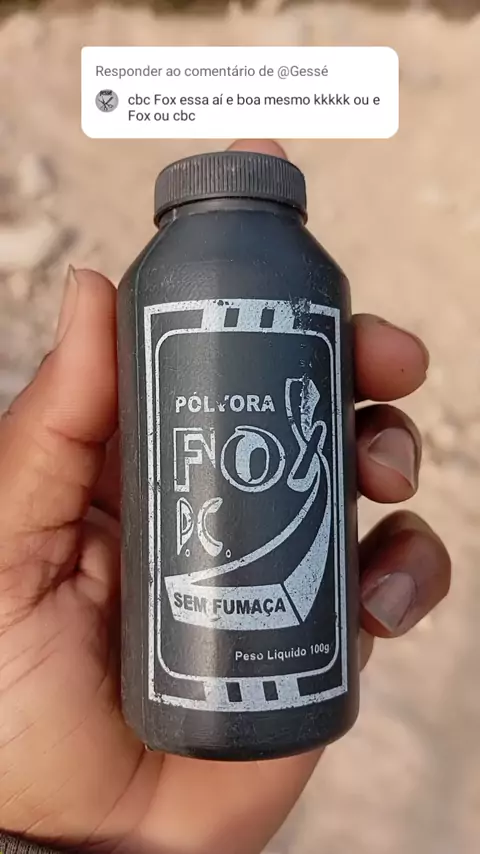 Responder ao comentário de @Gessé
cbc Fox essa aí e boa mesmo kkkkk ou e
Fox ou cbc
PÓLVORA
FOX
P.C.
SEM FUMAÇA
Peso Líquido 100g